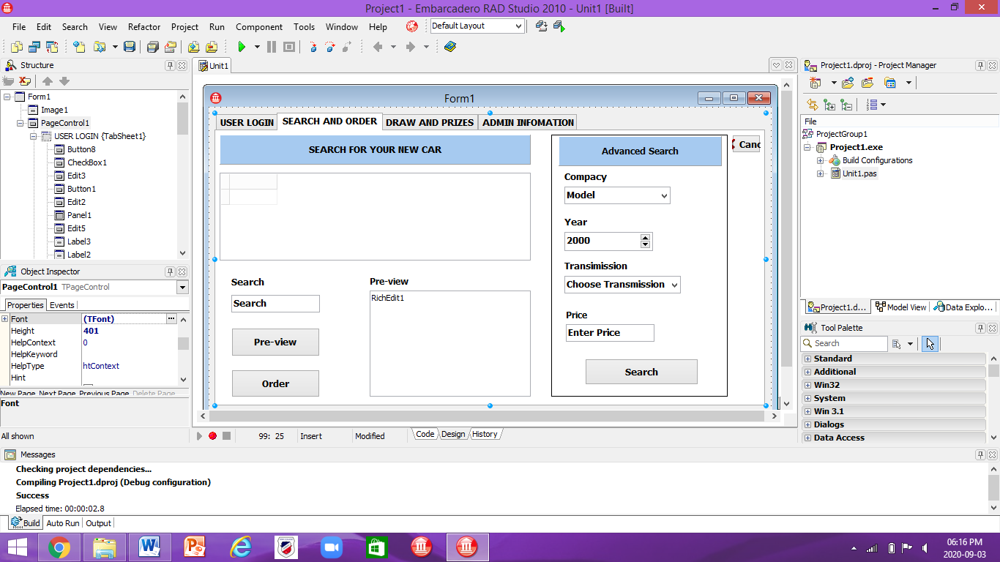 Project1 - Embarcadero RAD Studio 2010 - Unit1 [Built]
File Edit Search View Refactor Project Run Component Tools Window Help Default Layout
Structure
Form1
Image1
PageControl1
USER LOGIN {TabSheet1}
Button8
CheckBox1
Edit3
Button1
Edit2
Panel1
Edit5
Label3
Label2
Object Inspector
PageControl1 TPageControl
Properties Events
Font (TFont)
Height 401
HelpContext 0
HelpKeyword
HelpType htContext
Hint
New Page Next Page Previous Page Delete Page
Font
All shown
Unit1
Form1
USER LOGIN SEARCH AND ORDER DRAW AND PRIZES ADMIN INFOMATION
SEARCH FOR YOUR NEW CAR
Search
Search
Pre-view
Order
Pre-view
RichEdit1
Advanced Search
Compacy
Model
Year
2000
Transimission
Choose Transmission
Price
Enter Price
Search
Canc
99: 25 Insert Modified Code Design History
Project1.dproj - Project Manager
File
ProjectGroup1
Project1.exe
Build Configurations
Unit1.pas
Project1.d... Model View Data Explo...
Tool Palette
Search
Standard
Additional
Win32
System
Win 3.1
Dialogs
Data Access
Messages
Checking project dependencies...
Compiling Project1.dproj (Debug configuration)
Success
Elapsed time: 00:00:02.8
Build Auto Run Output
06:16 PM
2020-09-03